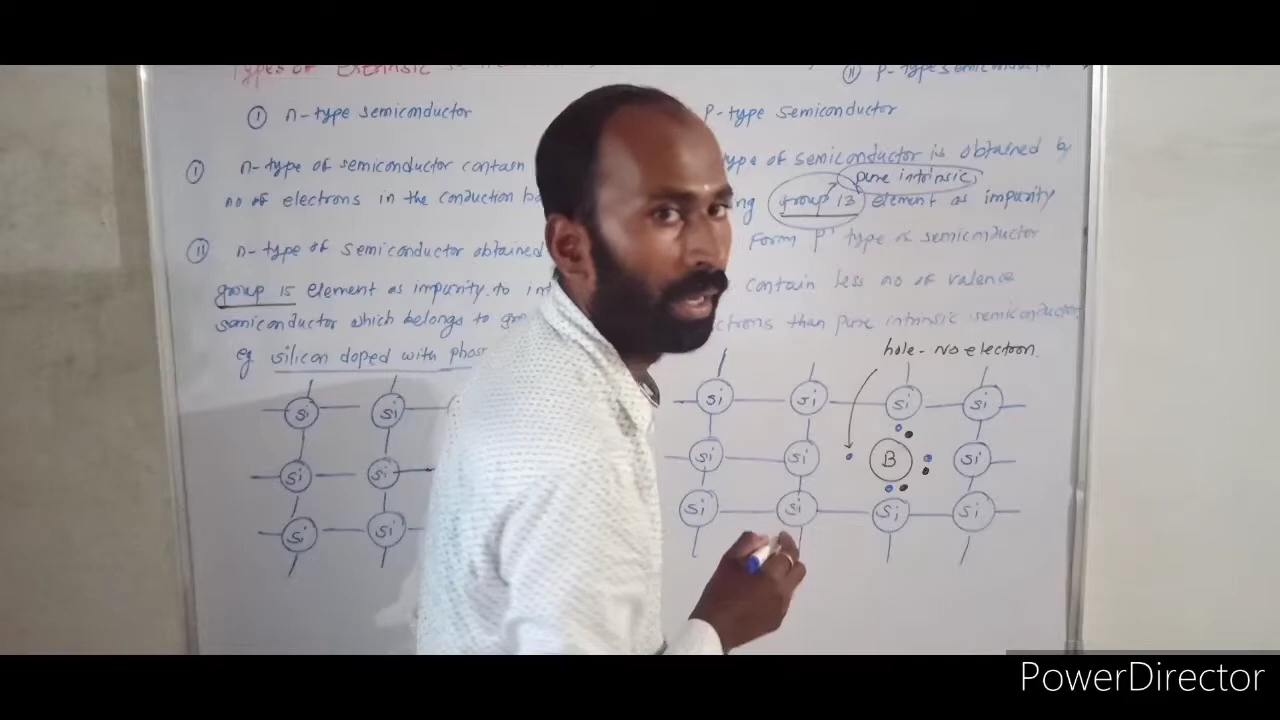 Types of Extrinsic
II P-type semiconductor
I n-type semiconductor
P-type semiconductor
I n-type of semiconductor contain
no of electrons in the conduction
II n-type of semiconductor obtained
group 15 element as impurity to
semiconductor which belongs to
eg silicon doped with
type of semiconductor is obtained by
pure intrinsic
group 13 element as impurity
Form P type of semiconductor
contain less no of valence
than pure intrinsic semiconductor
hole - no electron
Si Si
Si Si
Si Si
Si Si Si Si
Si Si B Si
Si Si Si Si
PowerDirector